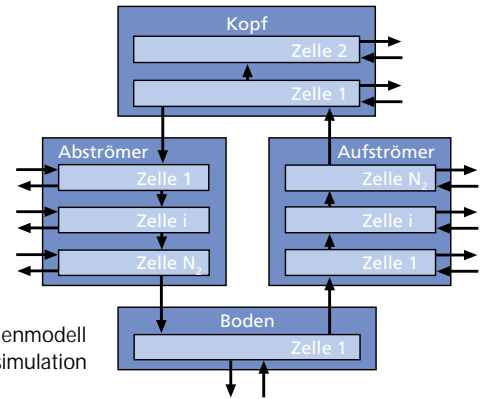 Kopf
Zelle 2
Zelle 1
Abströmer
Zelle 1
Zelle i
Zelle N₂
Aufströmer
Zelle N₂
Zelle i
Zelle 1
Boden
Zelle 1
enmodell
simulation